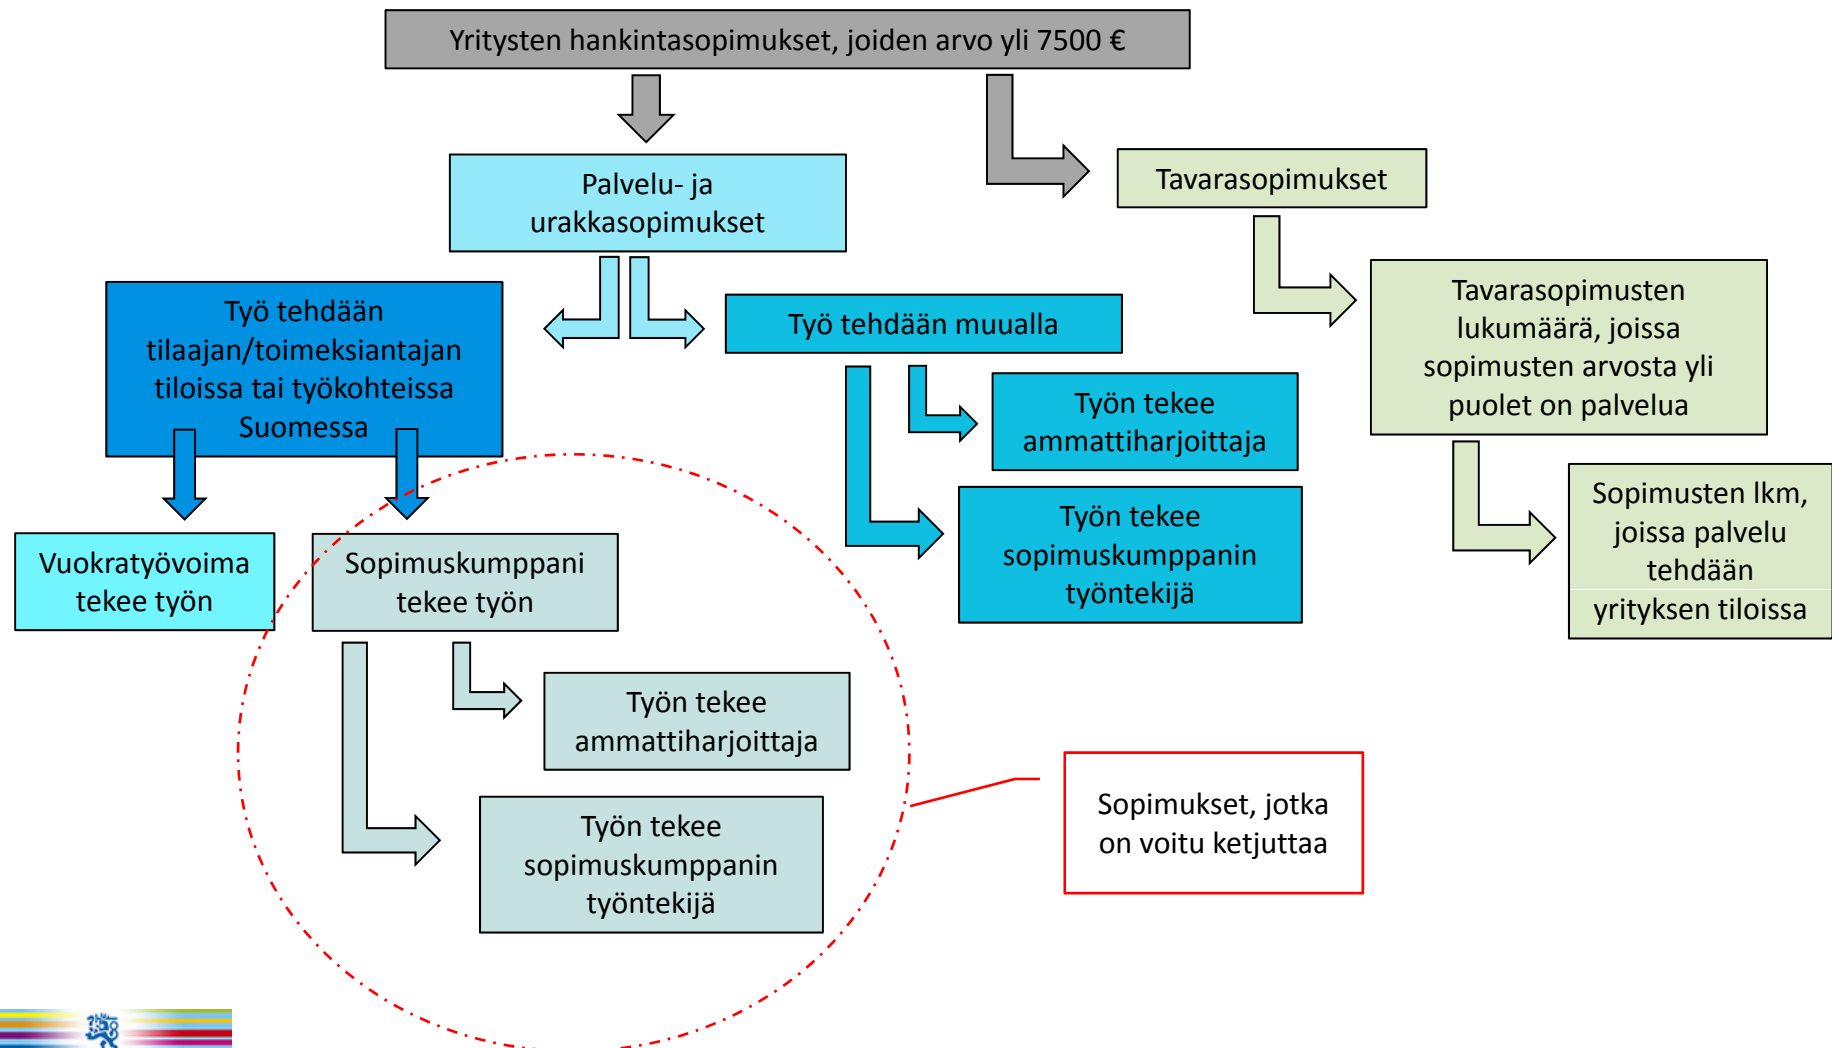 Yritysten hankintasopimukset, joiden arvo yli 7500 €
Palvelu- ja
urakkasopimukset
Tavarasopimukset
Työ tehdään
tilaajan/toimeksiantajan
tiloissa tai työkohteissa
Suomessa
Työ tehdään muualla
Tavarasopimusten
lukumäärä, joissa
sopimusten arvosta yli
puolet on palvelua
Työn tekee
ammattiharjoittaja
Työn tekee
sopimuskumppanin
työntekijä
Sopimusten lkm,
joissa palvelu
tehdään
yrityksen tiloissa
Vuokratyövoima
tekee työn
Sopimuskumppani
tekee työn
Työn tekee
ammattiharjoittaja
Työn tekee
sopimuskumppanin
työntekijä
Sopimukset, jotka
on voitu ketjuttaa